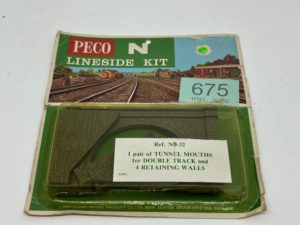 PECO N
LINESIDE KIT
675
Ref. NB-32
1 pair of TUNNEL MOUTHS
for DOUBLE TRACK and
4 RETAINING WALLS